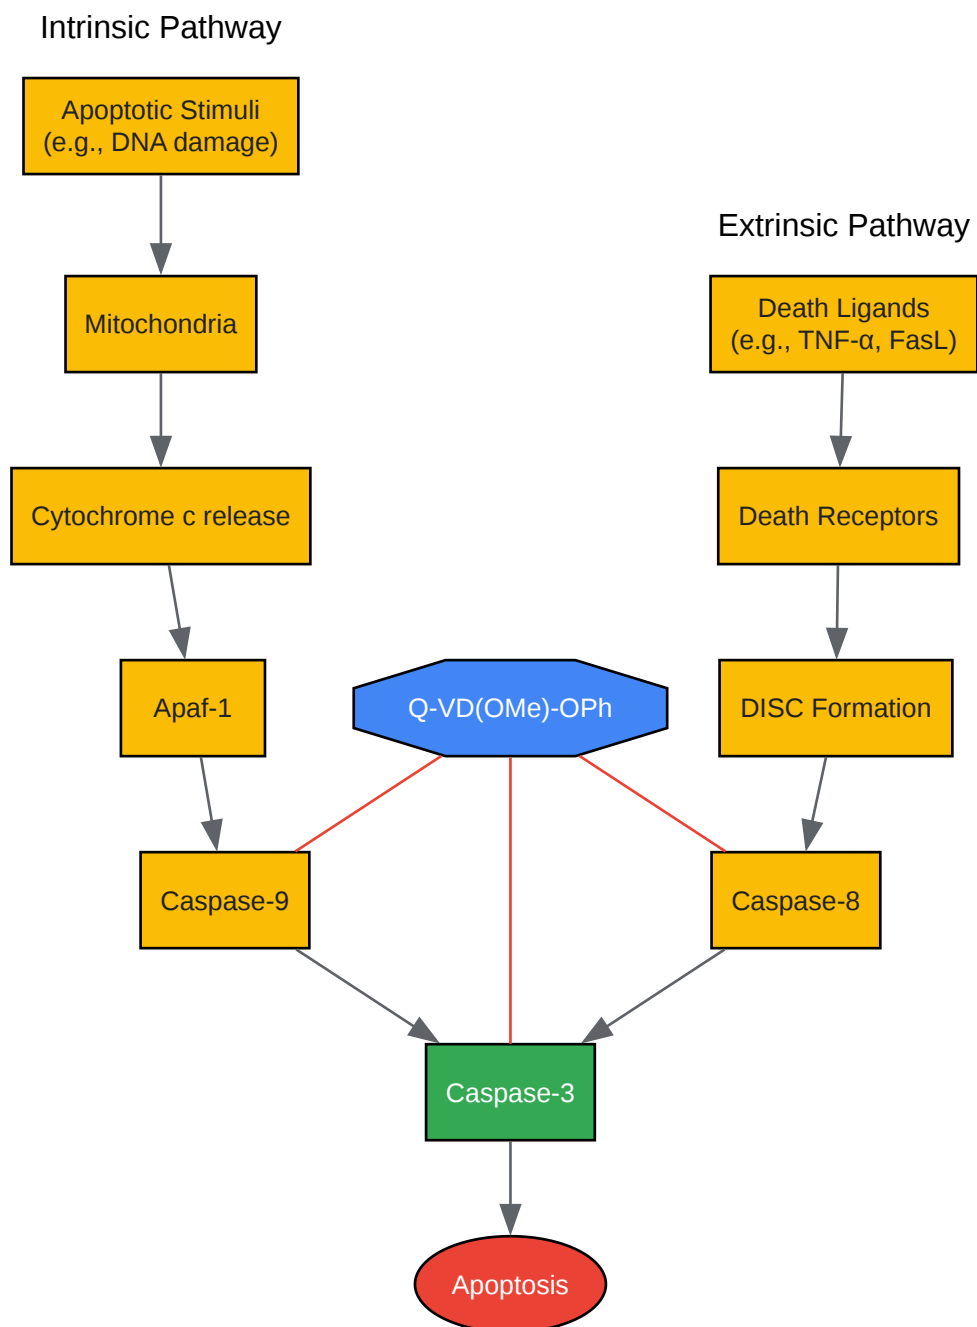 Intrinsic Pathway
Apoptotic Stimuli
(e.g., DNA damage)
Mitochondria
Cytochrome c release
Apaf-1
Caspase-9
Extrinsic Pathway
Death Ligands
(e.g., TNF-α, FasL)
Death Receptors
DISC Formation
Caspase-8
Q-VD(OMe)-OPh
Caspase-3
Apoptosis